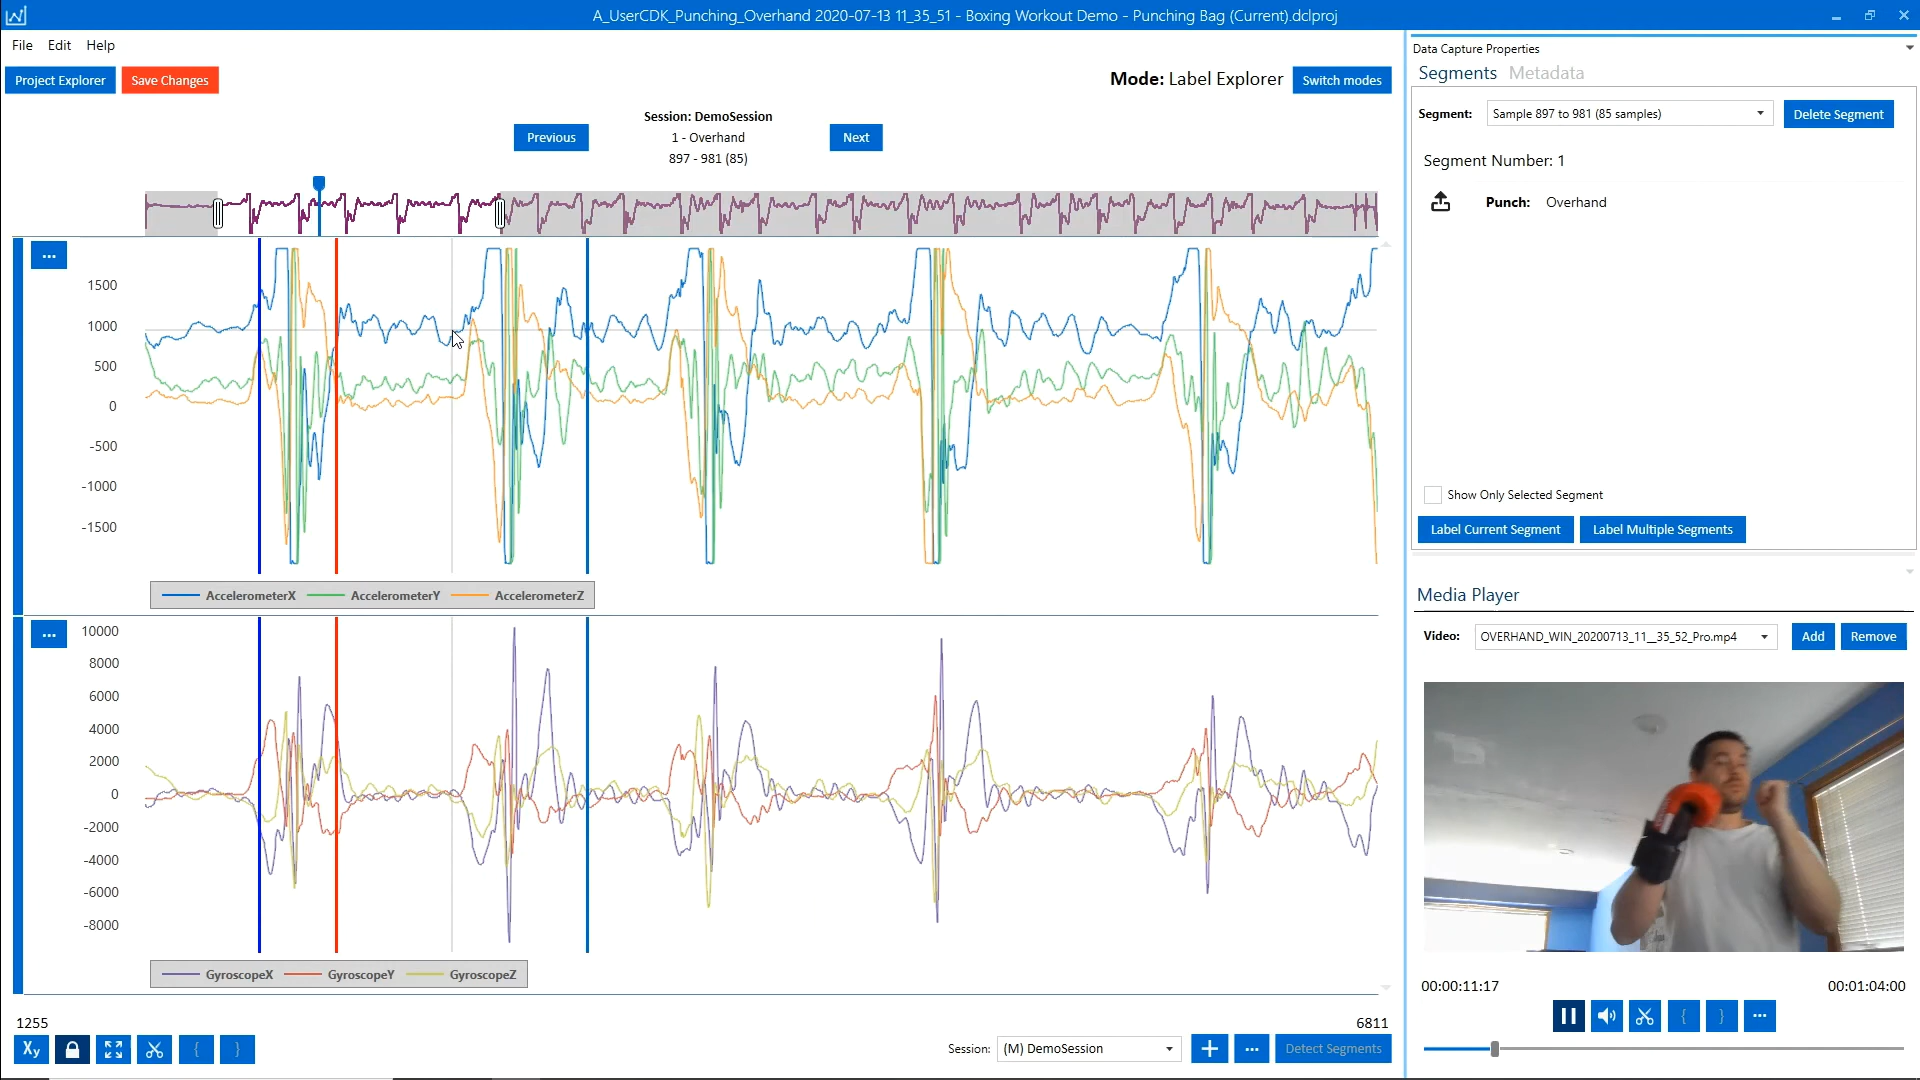 A_UserCDK_Punching_Overhand 2020-07-13 11_35_51 - Boxing Workout Demo - Punching Bag (Current).dclproj
File Edit Help
Project Explorer Save Changes
Mode: Label Explorer Switch modes
Session: DemoSession
Previous 1 - Overhand Next
897 - 981 (85)
...
1500
1000
500
0
-500
-1000
-1500
AccelerometerX AccelerometerY AccelerometerZ
...
10000
8000
6000
4000
2000
0
-2000
-4000
-6000
-8000
GyroscopeX GyroscopeY GyroscopeZ
1255 6811
Xy { } Session: (M) DemoSession + ... Detect Segments
Data Capture Properties
Segments Metadata
Segment: Sample 897 to 981 (85 samples) Delete Segment
Segment Number: 1
Punch: Overhand
Show Only Selected Segment
Label Current Segment Label Multiple Segments
Media Player
Video: OVERHAND_WIN_20200713_11__35_52_Pro.mp4 Add Remove
00:00:11:17 00:01:04:00
{ } ...